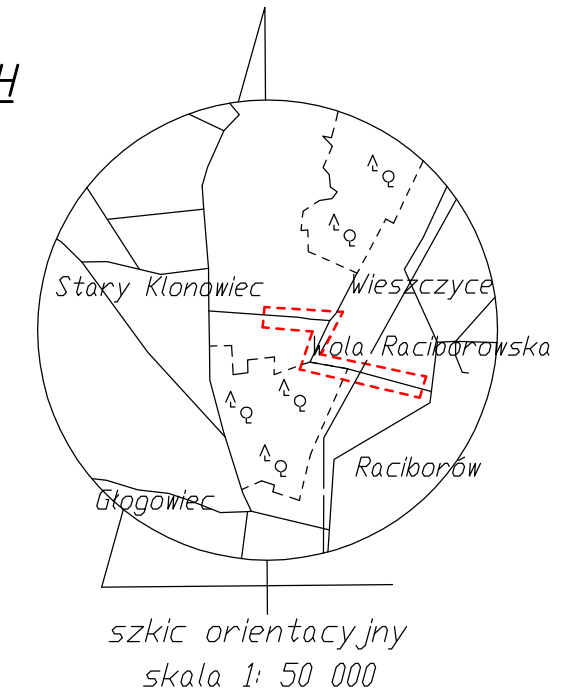 H
Stary Klonowiec
Wieszczyce
Wola Raciborowska
Raciborów
Głogowiec
szkic orientacyjny
skala 1: 50 000